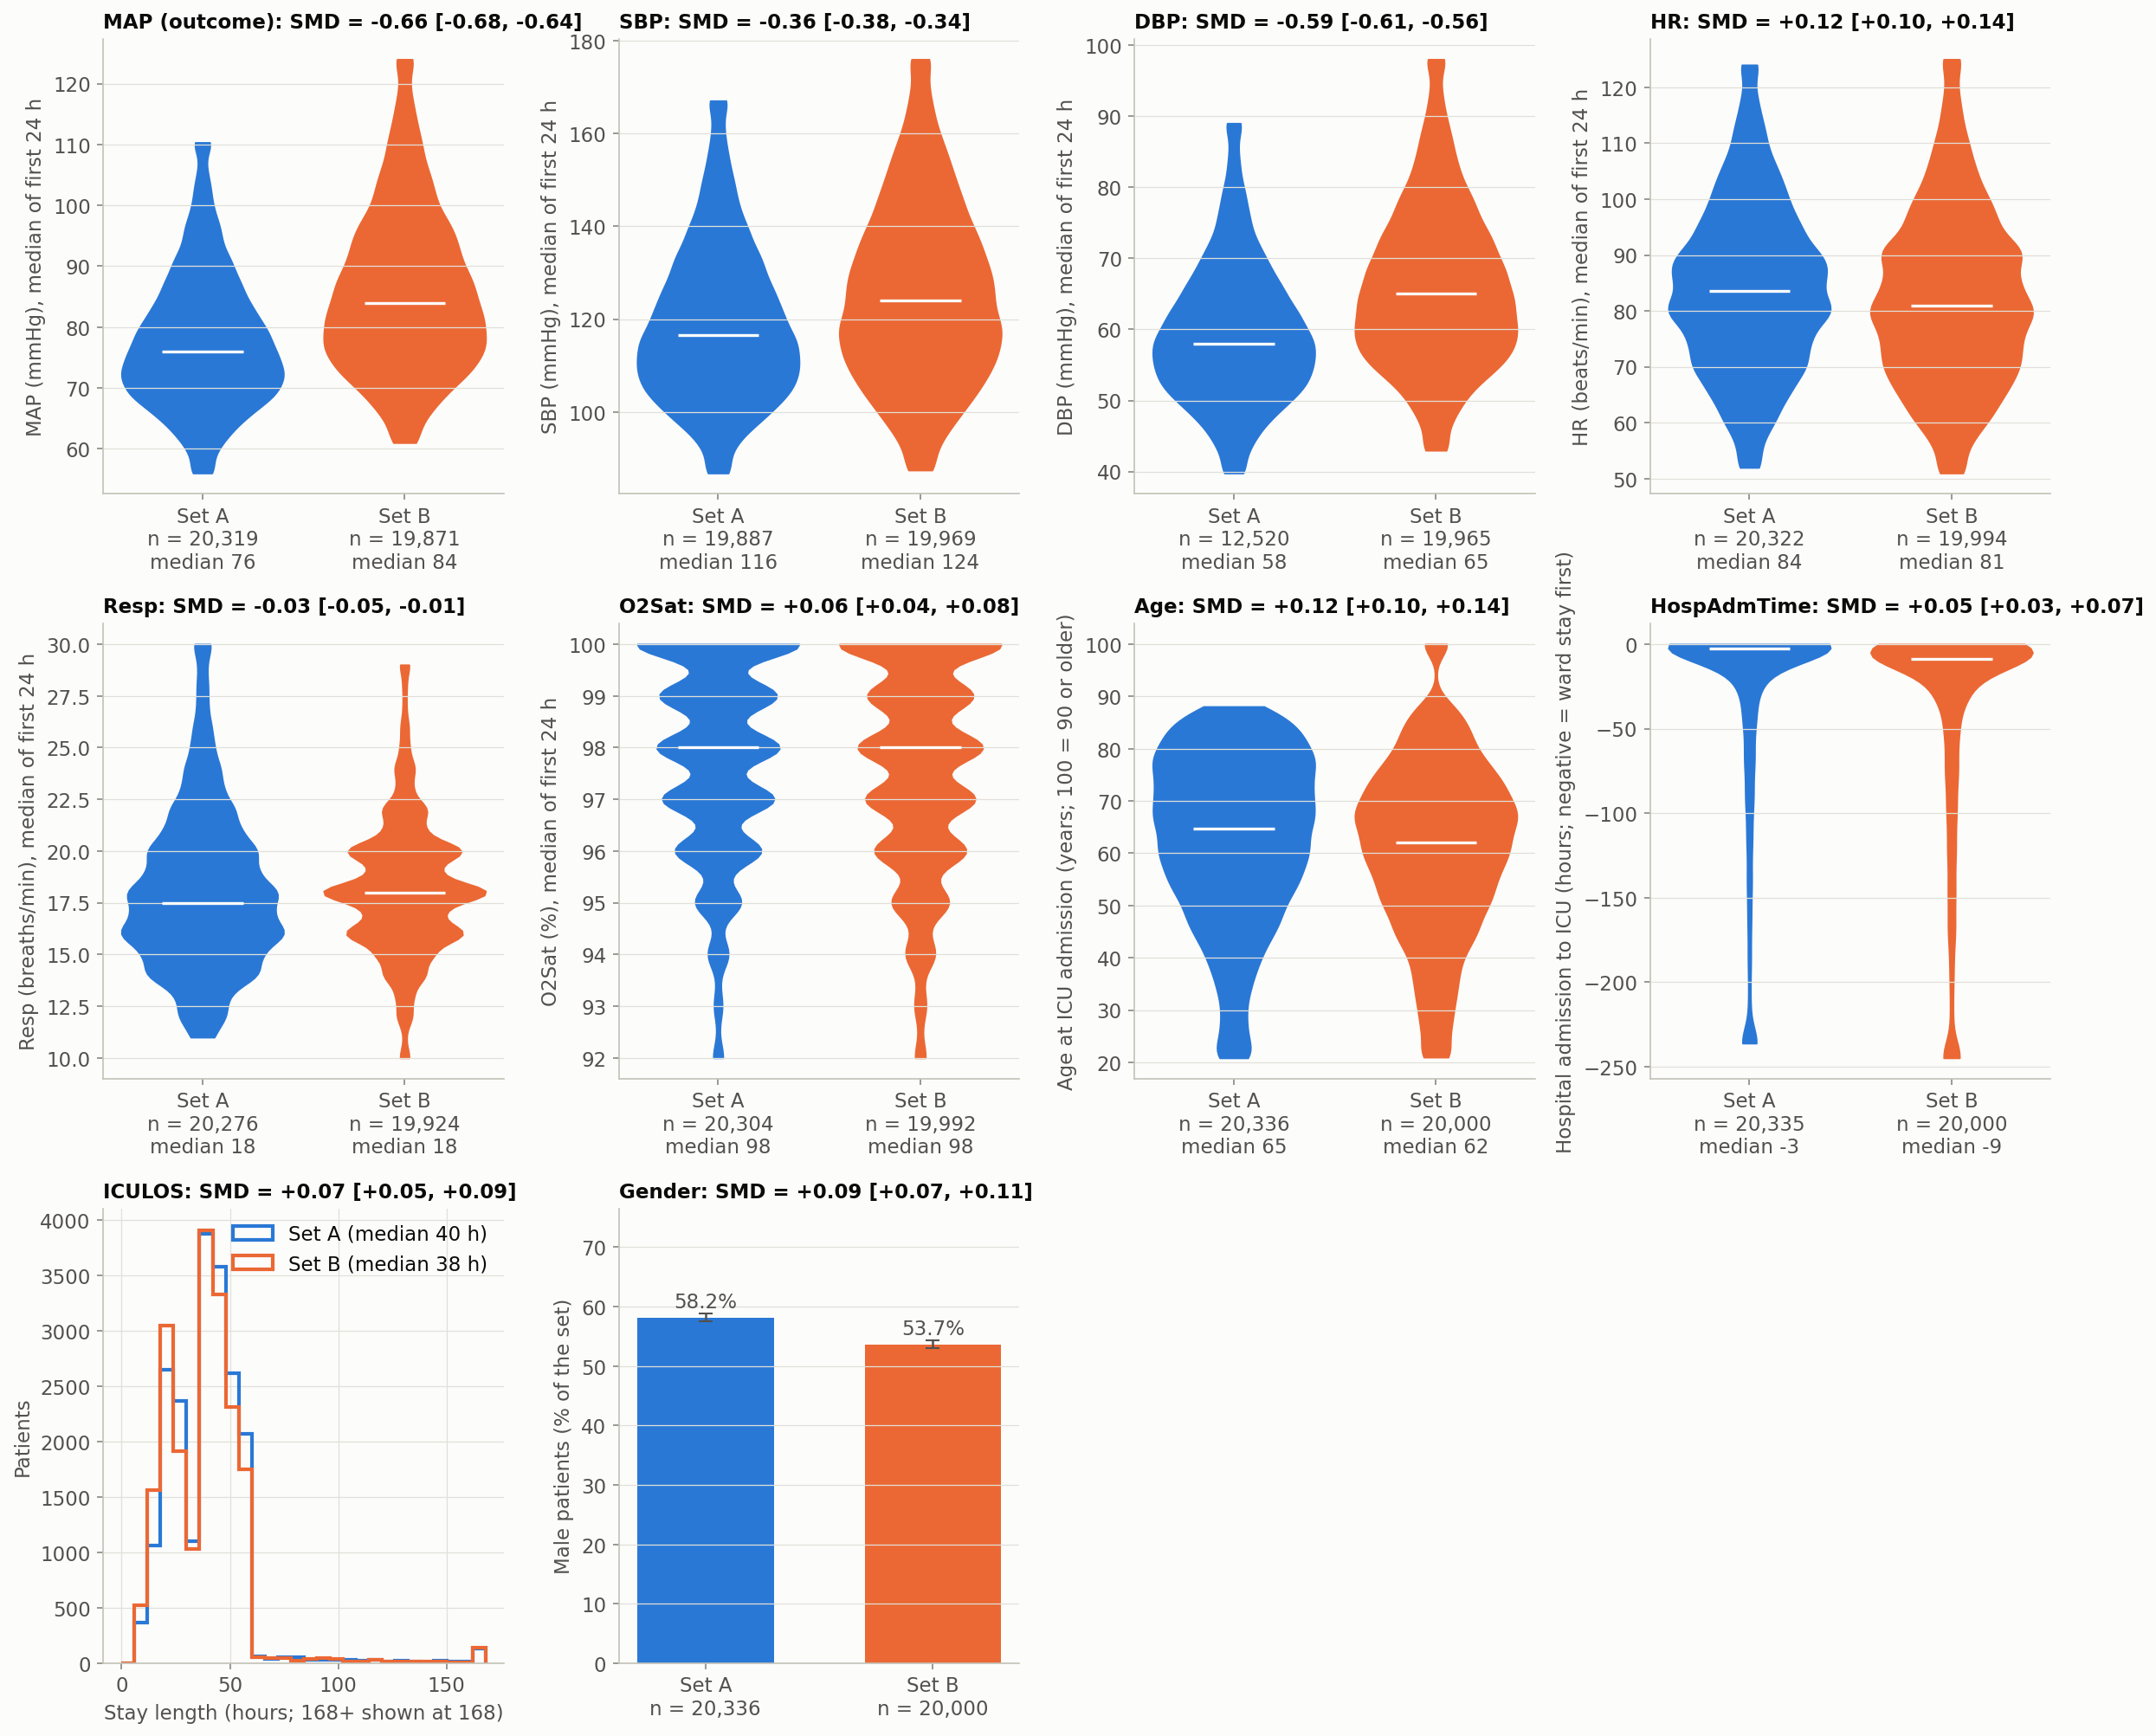 MAP (outcome): SMD = -0.66 [-0.68, -0.64]
MAP (mmHg), median of first 24 h
120
110
100
90
80
70
60
Set A
n = 20,319
median 76
Set B
n = 19,871
median 84
SBP: SMD = -0.36 [-0.38, -0.34]
SBP (mmHg), median of first 24 h
180
160
140
120
100
Set A
n = 19,887
median 116
Set B
n = 19,969
median 124
DBP: SMD = -0.59 [-0.61, -0.56]
DBP (mmHg), median of first 24 h
100
90
80
70
60
50
40
Set A
n = 12,520
median 58
Set B
n = 19,965
median 65
HR: SMD = +0.12 [+0.10, +0.14]
HR (beats/min), median of first 24 h
120
110
100
90
80
70
60
50
Set A
n = 20,322
median 84
Set B
n = 19,994
median 81
Resp: SMD = -0.03 [-0.05, -0.01]
Resp (breaths/min), median of first 24 h
30.0
27.5
25.0
22.5
20.0
17.5
15.0
12.5
10.0
Set A
n = 20,276
median 18
Set B
n = 19,924
median 18
O2Sat: SMD = +0.06 [+0.04, +0.08]
O2Sat (%), median of first 24 h
100
99
98
97
96
95
94
93
92
Set A
n = 20,304
median 98
Set B
n = 19,992
median 98
Age: SMD = +0.12 [+0.10, +0.14]
Age at ICU admission (years; 100 = 90 or older)
100
90
80
70
60
50
40
30
20
Set A
n = 20,336
median 65
Set B
n = 20,000
median 62
HospAdmTime: SMD = +0.05 [+0.03, +0.07]
Hospital admission to ICU (hours; negative = ward stay first)
0
−50
−100
−150
−200
−250
Set A
n = 20,335
median -3
Set B
n = 20,000
median -9
ICULOS: SMD = +0.07 [+0.05, +0.09]
Patients
4000
3500
3000
2500
2000
1500
1000
500
0
Set A (median 40 h)
Set B (median 38 h)
0
50
100
150
Stay length (hours; 168+ shown at 168)
Gender: SMD = +0.09 [+0.07, +0.11]
Male patients (% of the set)
70
60
50
40
30
20
10
0
58.2%
53.7%
Set A
n = 20,336
Set B
n = 20,000